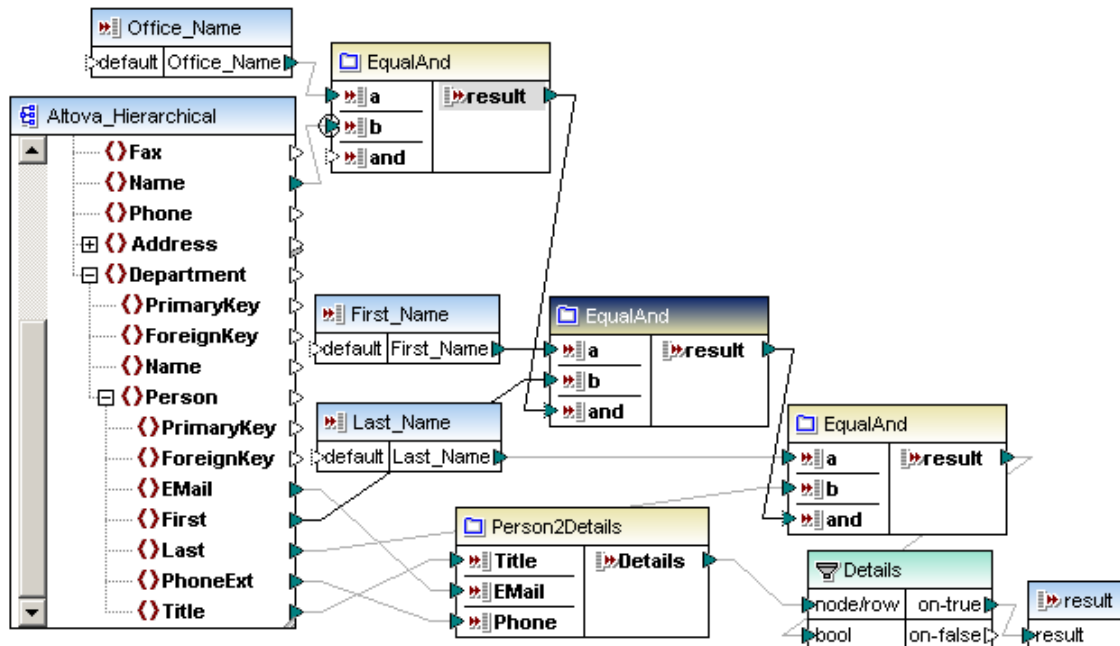 Office_Name
default Office_Name
EqualAnd
a result
b
and
Altova_Hierarchical
Fax
Name
Phone
Address
Department
PrimaryKey
ForeignKey
Name
Person
PrimaryKey
ForeignKey
EMail
First
Last
PhoneExt
Title
First_Name
default First_Name
EqualAnd
a result
b
and
Last_Name
default Last_Name
EqualAnd
a result
b
and
Person2Details
Title Details
EMail
Phone
Details
node/row on-true
bool on-false
result
result